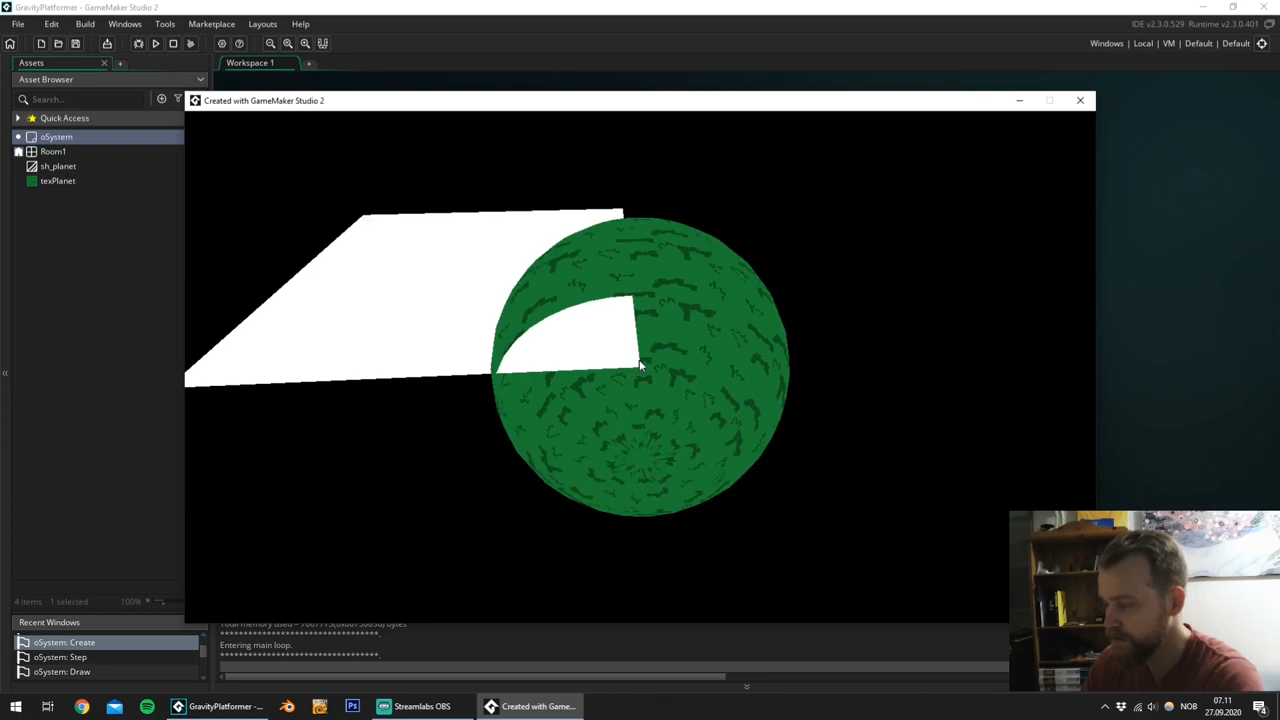 GravityPlatformer - GameMaker Studio 2
File Edit Build Windows Tools Marketplace Layouts Help
IDE v2.3.0.529 Runtime v2.3.0.401
Windows | Local | VM | Default | Default
Assets
Workspace 1
Asset Browser
Search...
Created with GameMaker Studio 2
Quick Access
oSystem
Room1
sh_planet
texPlanet
4 items 1 selected 100%
Recent Windows
Entering main loop.
**********************************.
oSystem: Create
oSystem: Step
oSystem: Draw
GravityPlatformer -...
Streamlabs OBS
Created with Game...
NOB
07.11
27.09.2020
4